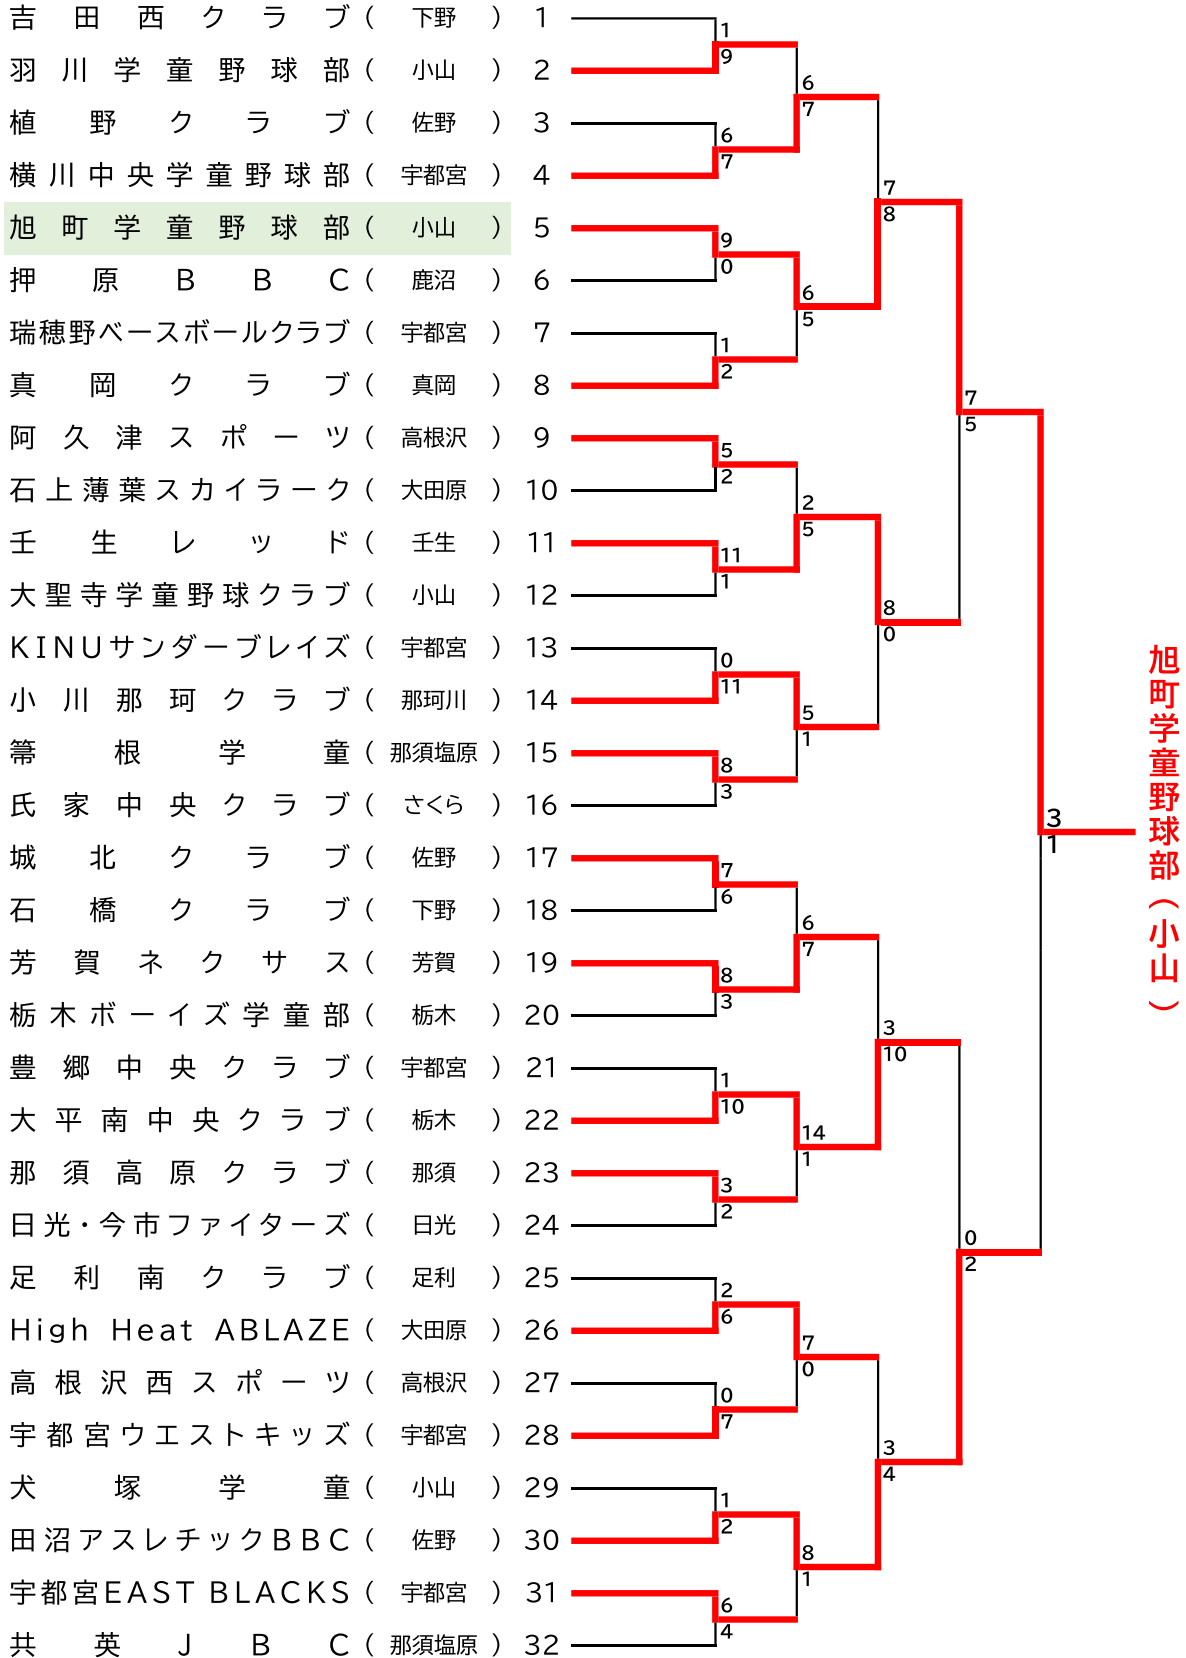 吉田西クラブ（下野）1
羽川学童野球部（小山）2
植野クラブ（佐野）3
横川中央学童野球部（宇都宮）4
旭町学童野球部（小山）5
押原ＢＢＣ（鹿沼）6
瑞穂野ベースボールクラブ（宇都宮）7
真岡クラブ（真岡）8
阿久津スポーツ（高根沢）9
石上薄葉スカイラーク（大田原）10
壬生レッド（壬生）11
大聖寺学童野球クラブ（小山）12
KINUサンダーブレイズ（宇都宮）13
小川那珂クラブ（那珂川）14
箒根学童（那須塩原）15
氏家中央クラブ（さくら）16
城北クラブ（佐野）17
石橋クラブ（下野）18
芳賀ネクサス（芳賀）19
栃木ボーイズ学童部（栃木）20
豊郷中央クラブ（宇都宮）21
大平南中央クラブ（栃木）22
那須高原クラブ（那須）23
日光・今市ファイターズ（日光）24
足利南クラブ（足利）25
High Heat ABLAZE（大田原）26
高根沢西スポーツ（高根沢）27
宇都宮ウエストキッズ（宇都宮）28
犬塚学童（小山）29
田沼アスレチックＢＢＣ（佐野）30
宇都宮EAST BLACKS（宇都宮）31
共英ＪＢＣ（那須塩原）32
1
9
6
7
9
0
1
2
5
2
11
1
0
11
8
3
7
6
8
3
1
10
3
2
2
6
0
7
1
2
6
4
6
7
6
5
2
5
5
1
6
7
14
1
7
0
8
1
7
8
8
0
3
10
3
4
7
5
0
2
3
1
旭町学童野球部（小山）